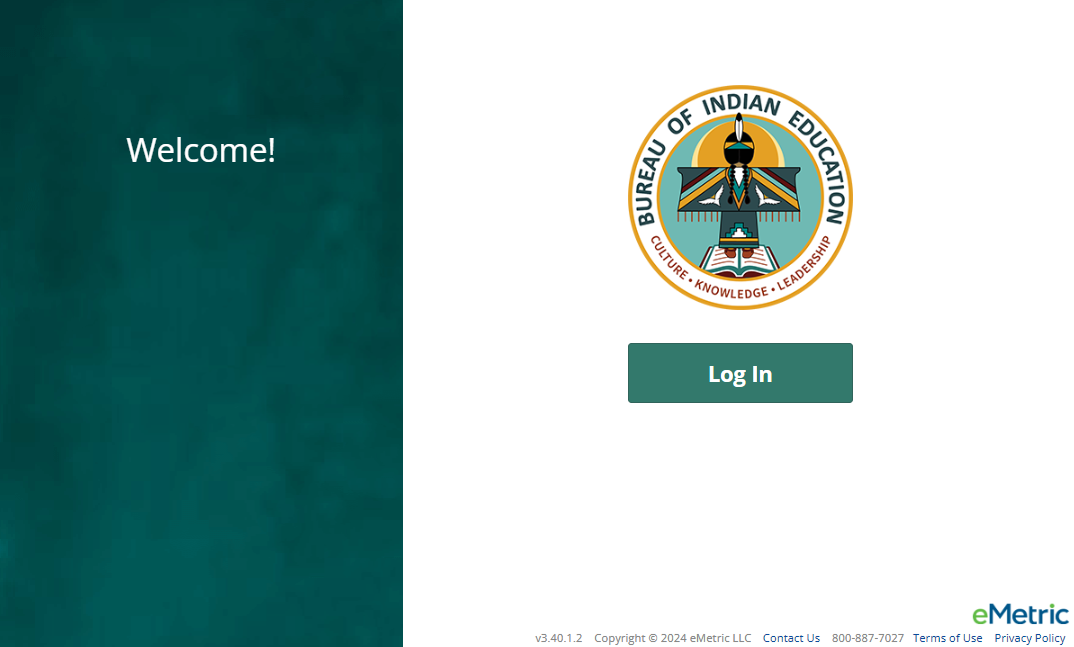 Welcome!
BUREAU OF INDIAN EDUCATION
CULTURE • KNOWLEDGE • LEADERSHIP
Log In
eMetric
v3.40.1.2 Copyright © 2024 eMetric LLC Contact Us 800-887-7027 Terms of Use Privacy Policy